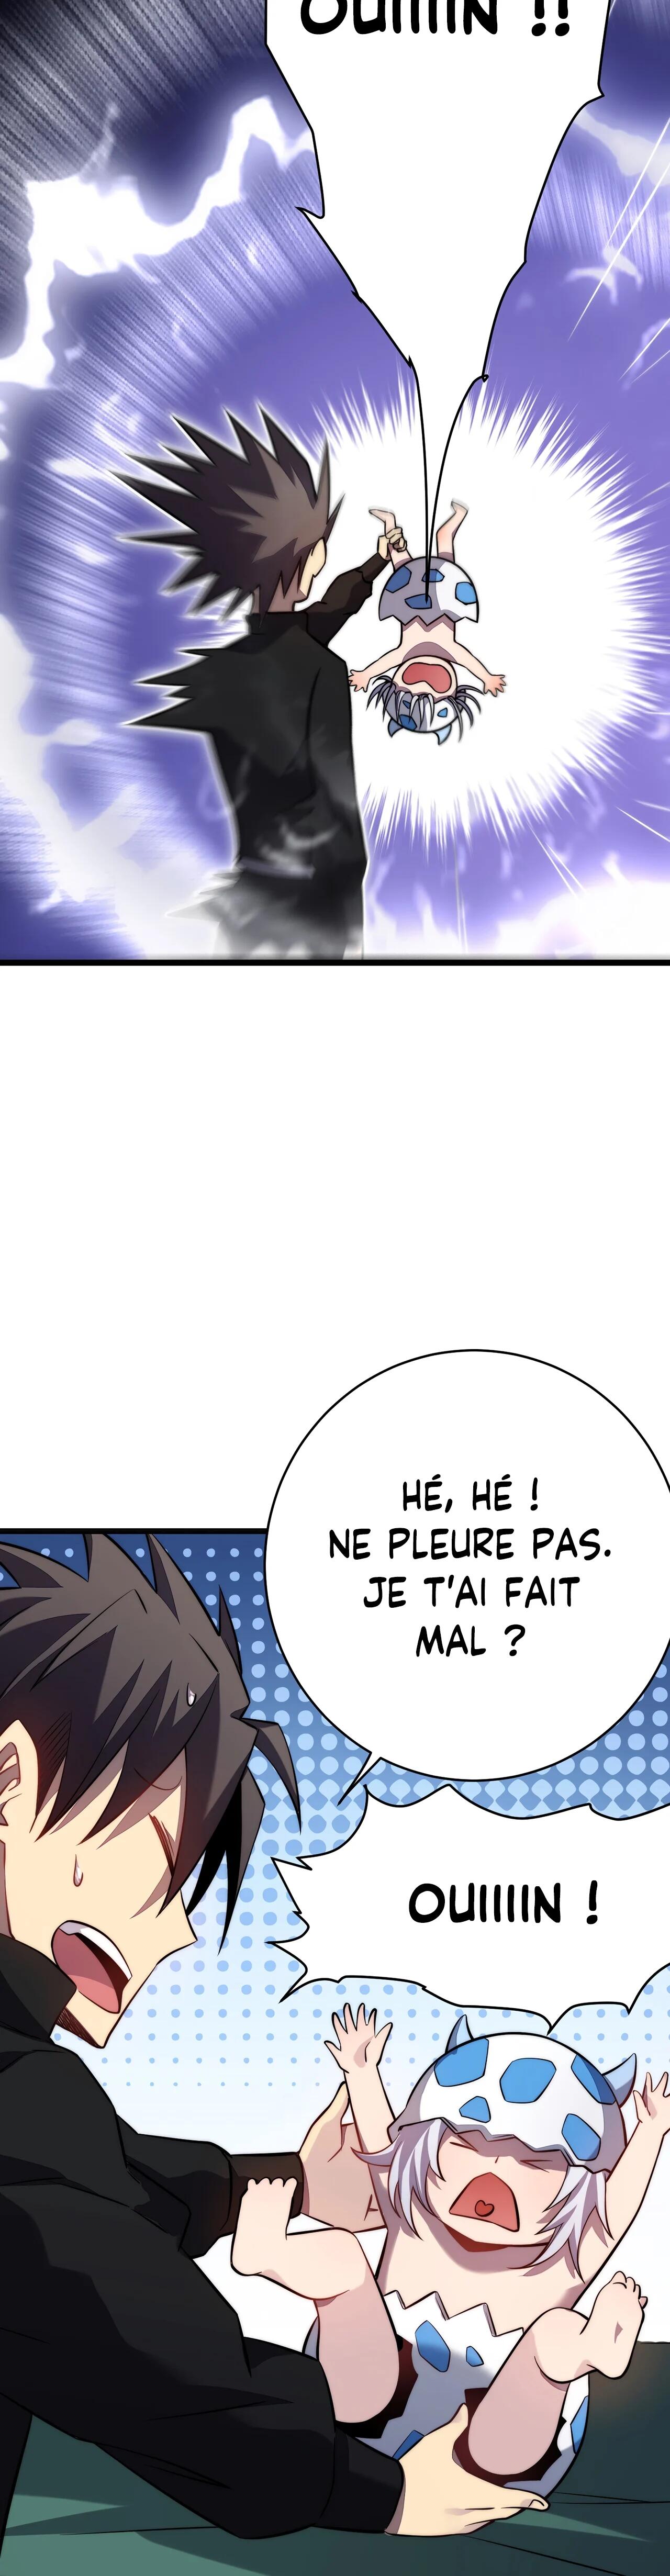 OUIIIIN !!
HÉ, HÉ !
NE PLEURE PAS.
JE T'AI FAIT
MAL ?
OUIIIIN !